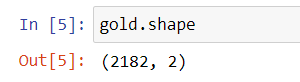 In [5]: gold.shape
Out[5]: (2182, 2)